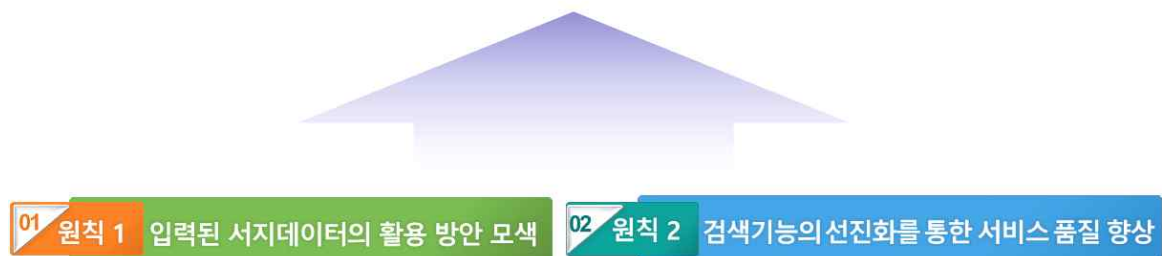 01 원칙 1 입력된 서지데이터의 활용 방안 모색
02 원칙 2 검색기능의 선진화를 통한 서비스 품질 향상